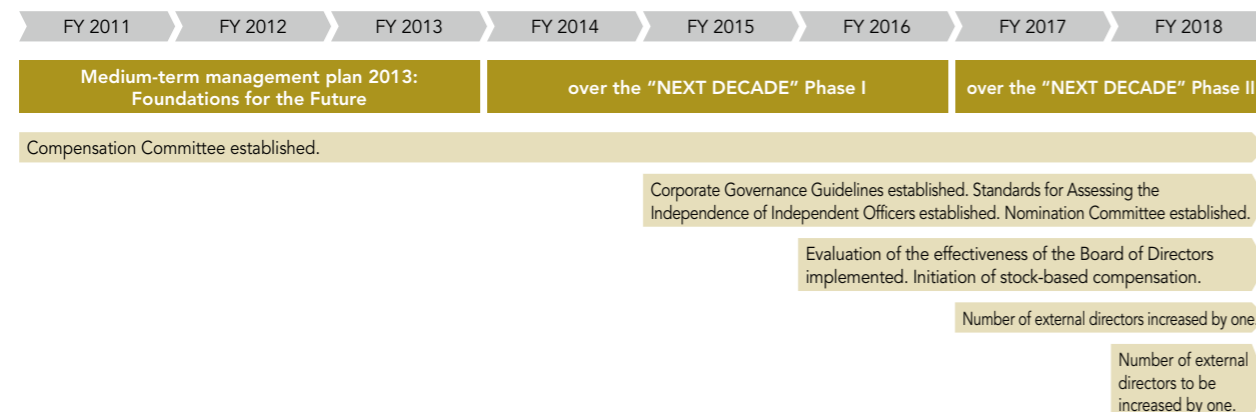 FY 2011
FY 2012
FY 2013
FY 2014
FY 2015
FY 2016
FY 2017
FY 2018
Medium-term management plan 2013:
Foundations for the Future
over the “NEXT DECADE” Phase I
over the “NEXT DECADE” Phase II
Compensation Committee established.
Corporate Governance Guidelines established. Standards for Assessing the
Independence of Independent Officers established. Nomination Committee established.
Evaluation of the effectiveness of the Board of Directors
implemented. Initiation of stock-based compensation.
Number of external directors increased by one
Number of external
directors to be
increased by one.